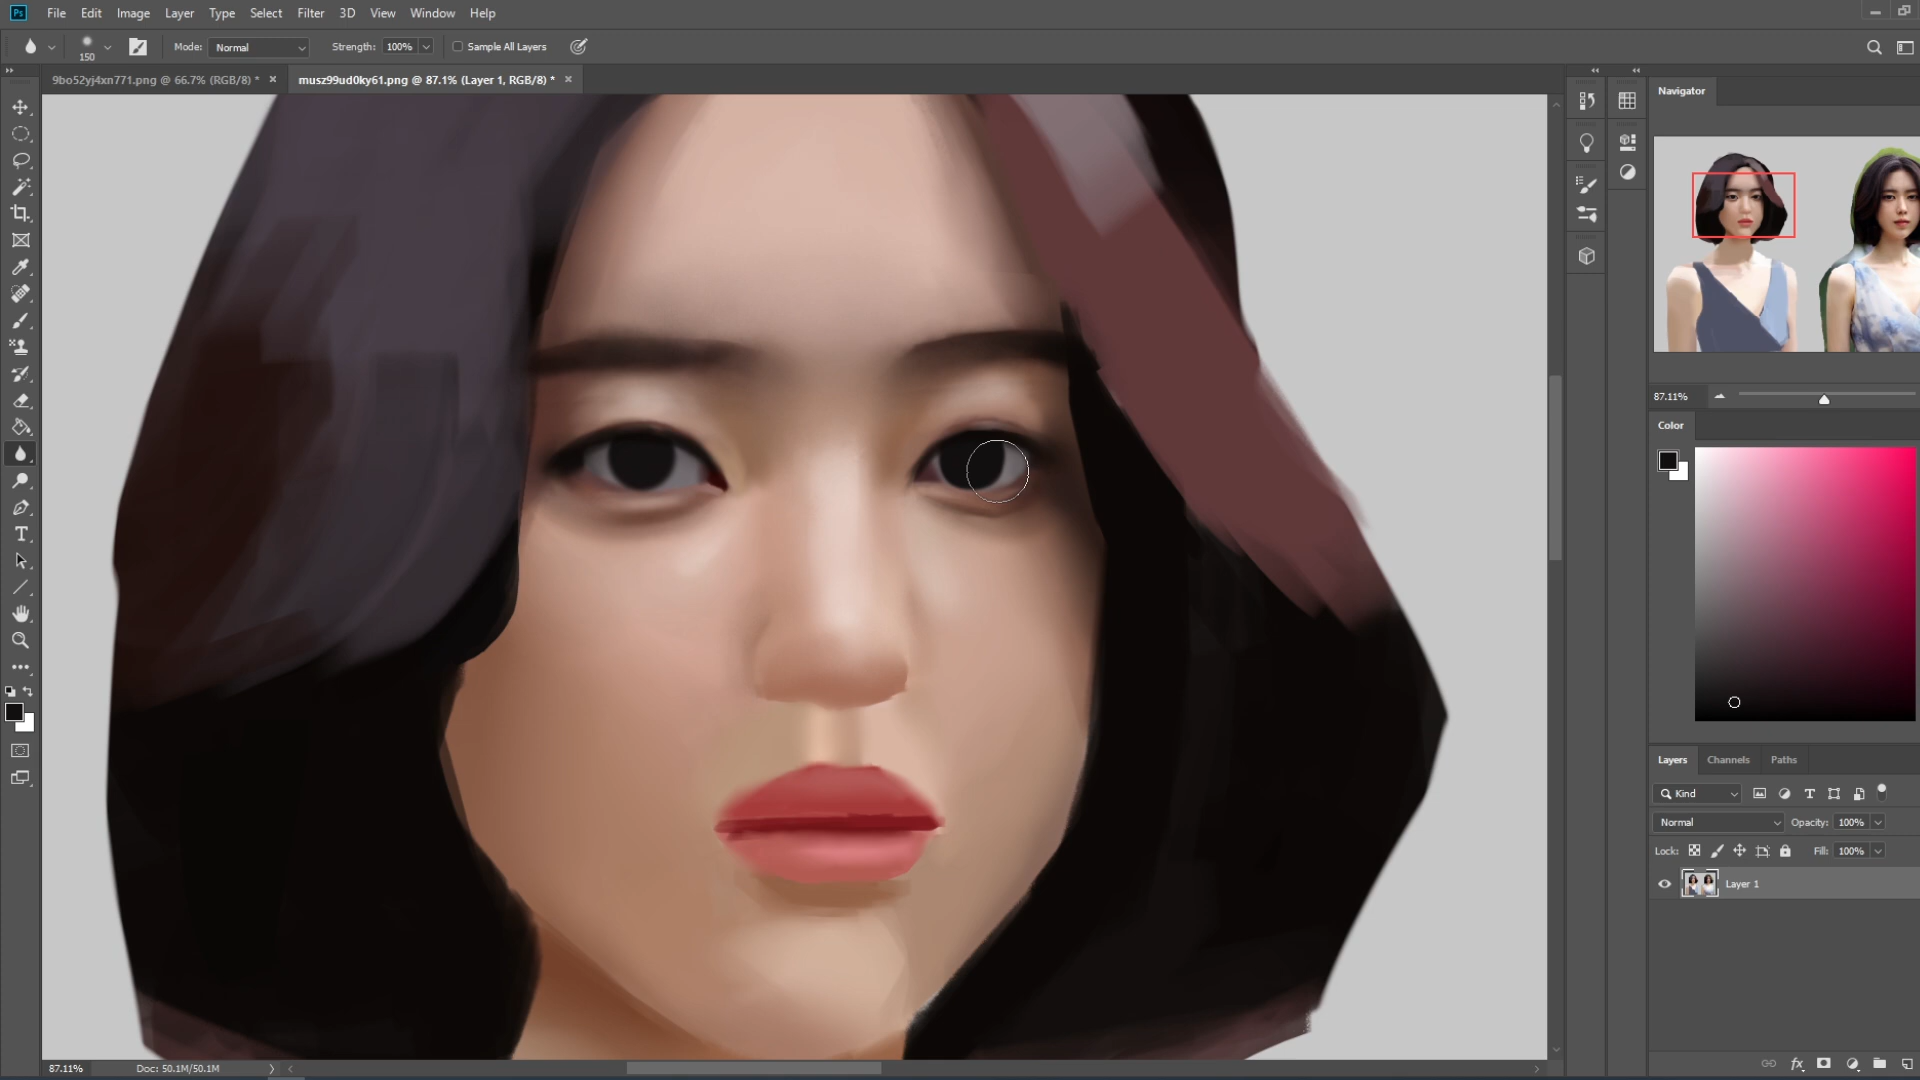 Ps File Edit Image Layer Type Select Filter 3D View Window Help
150 Mode: Normal Strength: 100% Sample All Layers
9bo52yj4xn771.png @ 66.7% (RGB/8) * × musz99ud0ky61.png @ 87.1% (Layer 1, RGB/8) * ×
Navigator
87.11%
Color
Layers Channels Paths
Kind
Normal Opacity: 100%
Lock: Fill: 100%
Layer 1
fx
87.11% Doc: 50.1M/50.1M